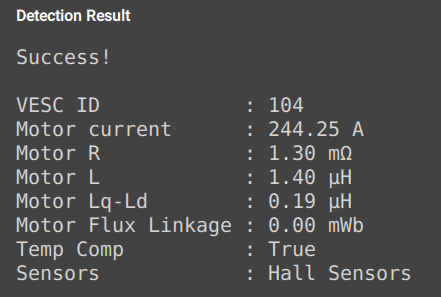 Detection Result
Success!
VESC ID : 104
Motor current : 244.25 A
Motor R : 1.30 mΩ
Motor L : 1.40 µH
Motor Lq-Ld : 0.19 µH
Motor Flux Linkage : 0.00 mWb
Temp Comp : True
Sensors : Hall Sensors